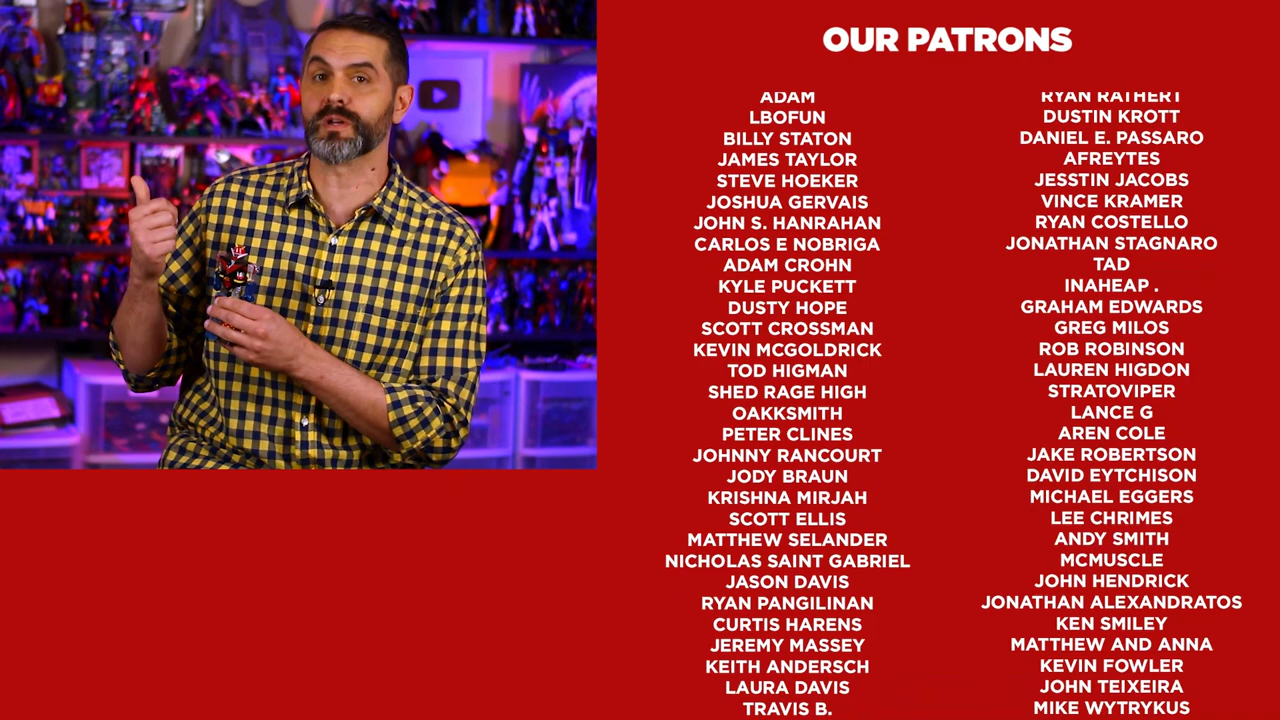 OUR PATRONS
ADAM
LBOFUN
BILLY STATON
JAMES TAYLOR
STEVE HOEKER
JOSHUA GERVAIS
JOHN S. HANRAHAN
CARLOS E NOBRIGA
ADAM CROHN
KYLE PUCKETT
DUSTY HOPE
SCOTT CROSSMAN
KEVIN MCGOLDRICK
TOD HIGMAN
SHED RAGE HIGH
OAKKSMITH
PETER CLINES
JOHNNY RANCOURT
JODY BRAUN
KRISHNA MIRJAH
SCOTT ELLIS
MATTHEW SELANDER
NICHOLAS SAINT GABRIEL
JASON DAVIS
RYAN PANGILINAN
CURTIS HARENS
JEREMY MASSEY
KEITH ANDERSCH
LAURA DAVIS
TRAVIS B.
RYAN RATHERT
DUSTIN KROTT
DANIEL E. PASSARO
AFREYTES
JESSTIN JACOBS
VINCE KRAMER
RYAN COSTELLO
JONATHAN STAGNARO
TAD
INAHEAP .
GRAHAM EDWARDS
GREG MILOS
ROB ROBINSON
LAUREN HIGDON
STRATOVIPER
LANCE G
AREN COLE
JAKE ROBERTSON
DAVID EYTCHISON
MICHAEL EGGERS
LEE CHRIMES
ANDY SMITH
MCMUSCLE
JOHN HENDRICK
JONATHAN ALEXANDRATOS
KEN SMILEY
MATTHEW AND ANNA
KEVIN FOWLER
JOHN TEIXEIRA
MIKE WYTRYKUS